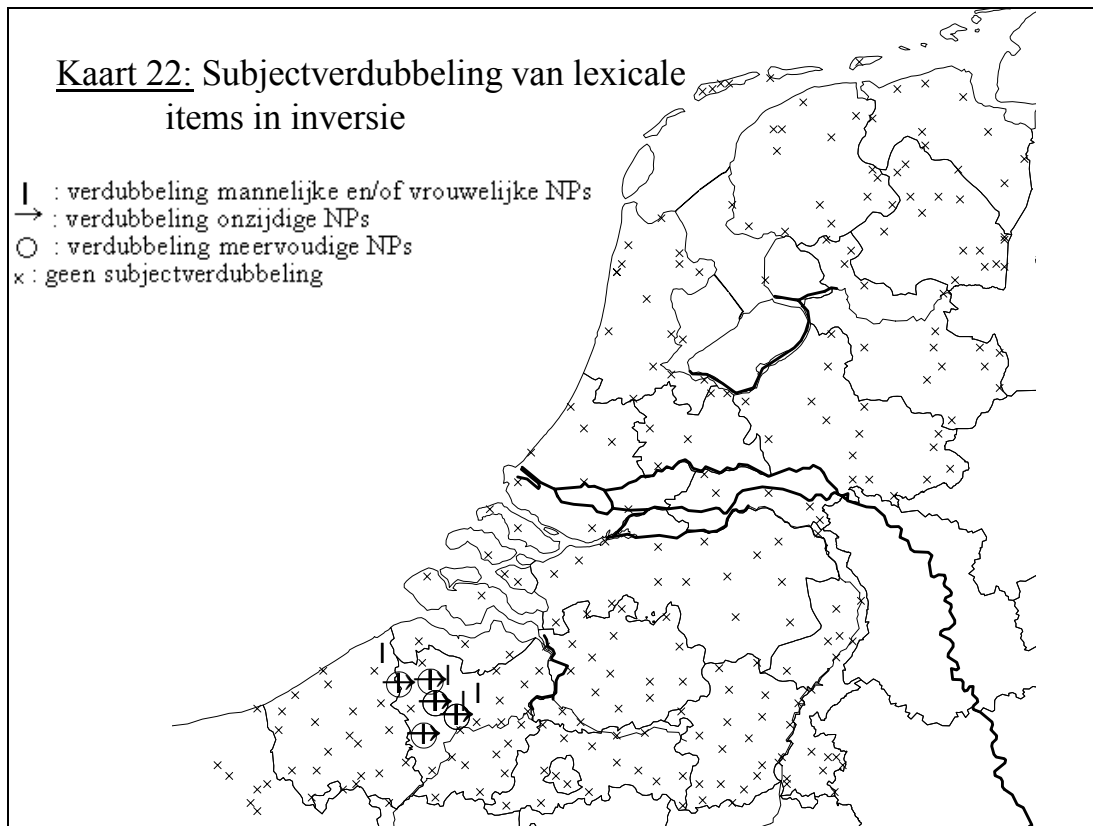 Kaart 22: Subjectverdubbeling van lexicale
items in inversie
| : verdubbeling mannelijke en/of vrouwelijke NPs
→ : verdubbeling onzijdige NPs
○ : verdubbeling meervoudige NPs
× : geen subjectverdubbeling